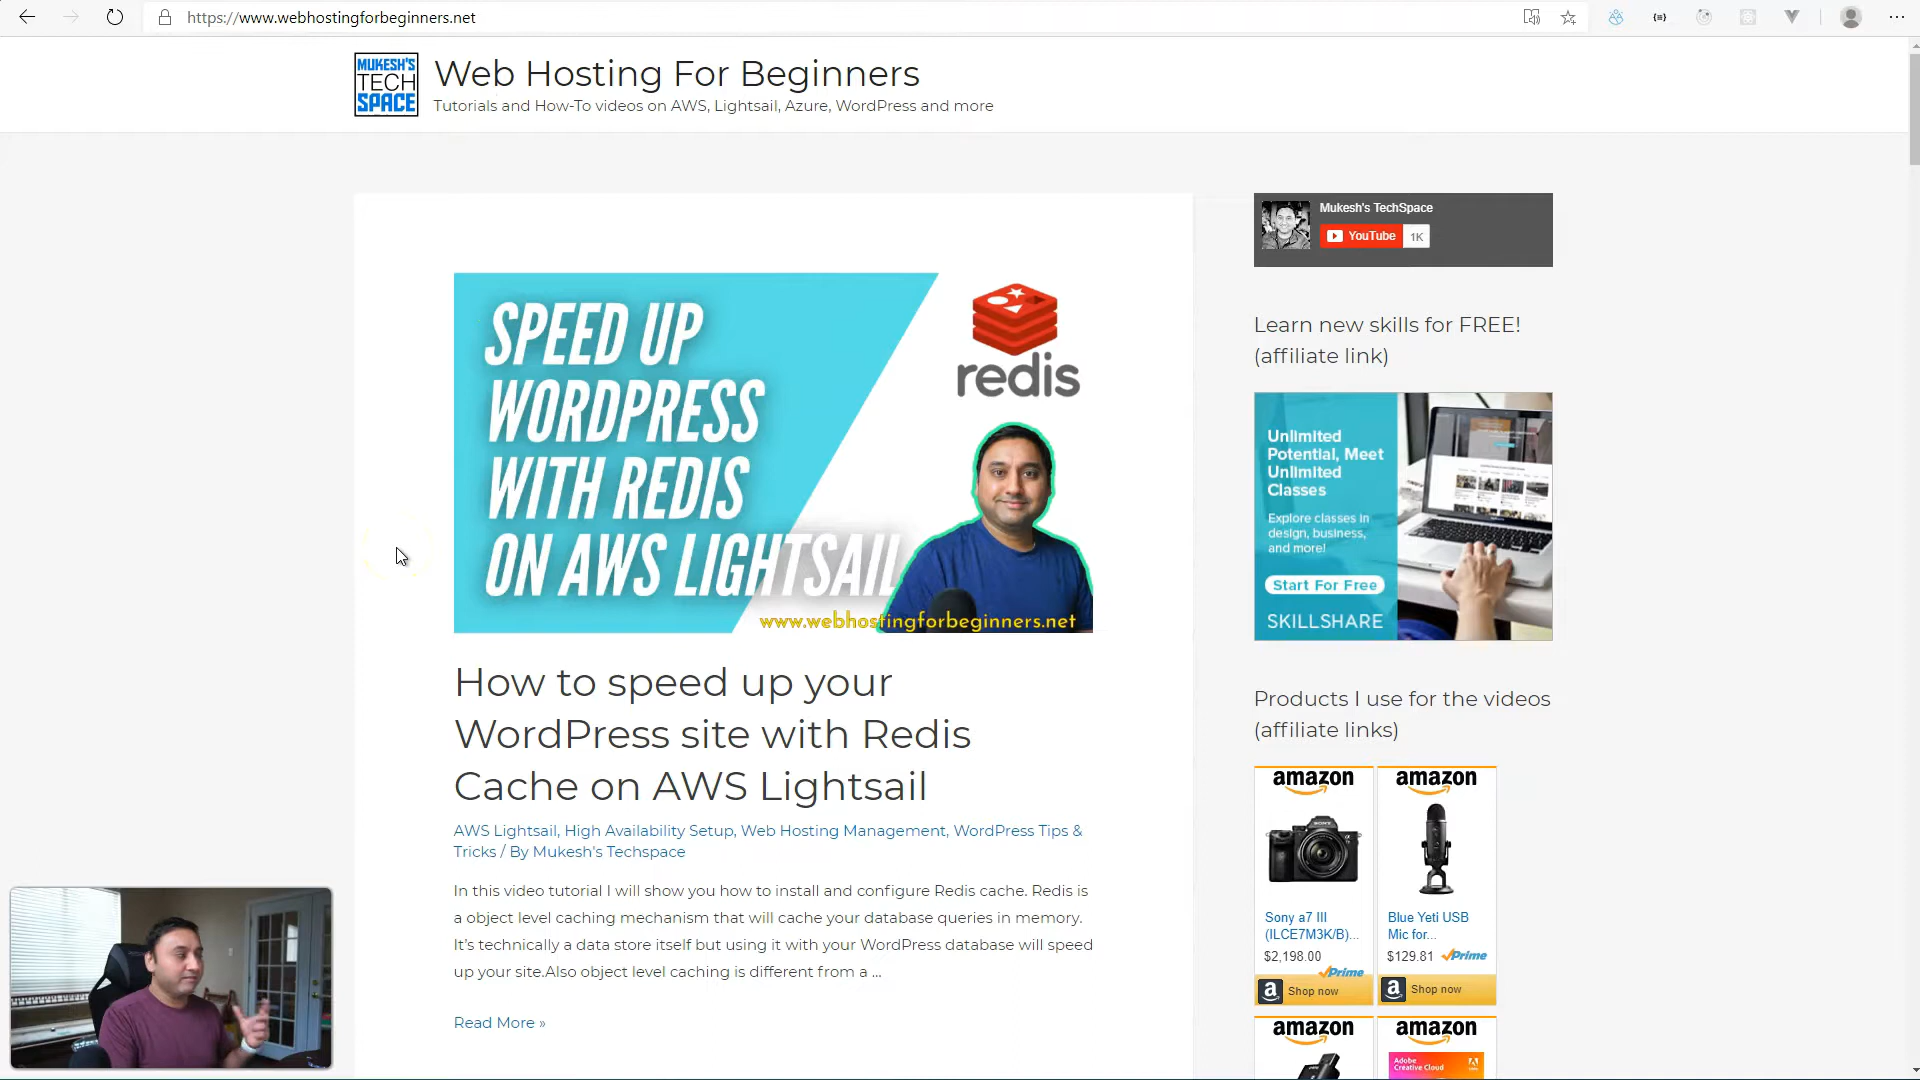 https://www.webhostingforbeginners.net
MUKESH'S
TECH
SPACE
Web Hosting For Beginners
Tutorials and How-To videos on AWS, Lightsail, Azure, WordPress and more
SPEED UP
WORDPRESS
WITH REDIS
ON AWS LIGHTSAIL
redis
www.webhostingforbeginners.net
How to speed up your
WordPress site with Redis
Cache on AWS Lightsail
AWS Lightsail, High Availability Setup, Web Hosting Management, WordPress Tips &
Tricks / By Mukesh's Techspace
In this video tutorial I will show you how to install and configure Redis cache. Redis is
a object level caching mechanism that will cache your database queries in memory.
It's technically a data store itself but using it with your WordPress database will speed
up your site.Also object level caching is different from a ...
Read More »
Mukesh's TechSpace
YouTube 1K
Learn new skills for FREE!
(affiliate link)
Unlimited
Potential, Meet
Unlimited
Classes
Explore classes in
design, business,
and more!
Start For Free
SKILLSHARE
Products I use for the videos
(affiliate links)
amazon
Sony a7 III
(ILCE7M3K/B)...
$2,198.00
Prime
Shop now
amazon
Blue Yeti USB
Mic for...
$129.81 Prime
Shop now
amazon
amazon
Adobe
Creative Cloud